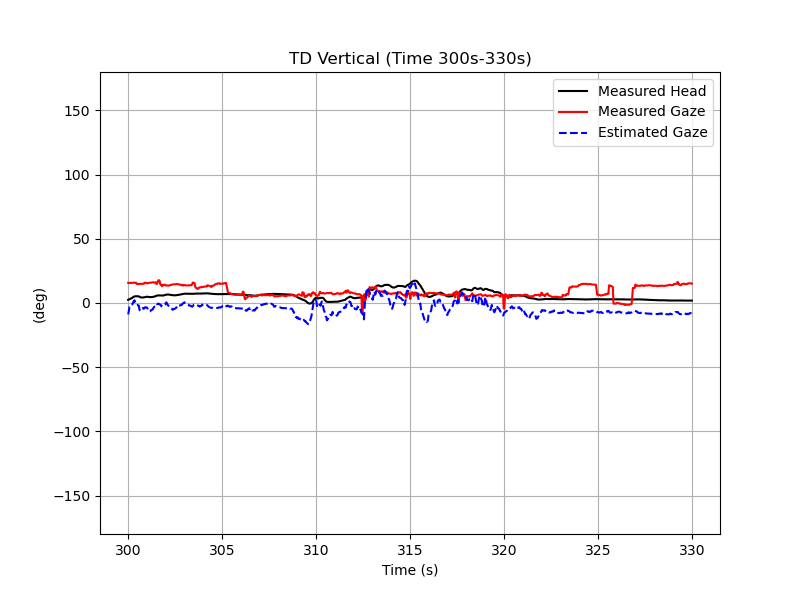 TD Vertical (Time 300s-330s)
Measured Head
Measured Gaze
Estimated Gaze
150
100
50
0
−50
−100
−150
(deg)
300
305
310
315
320
325
330
Time (s)